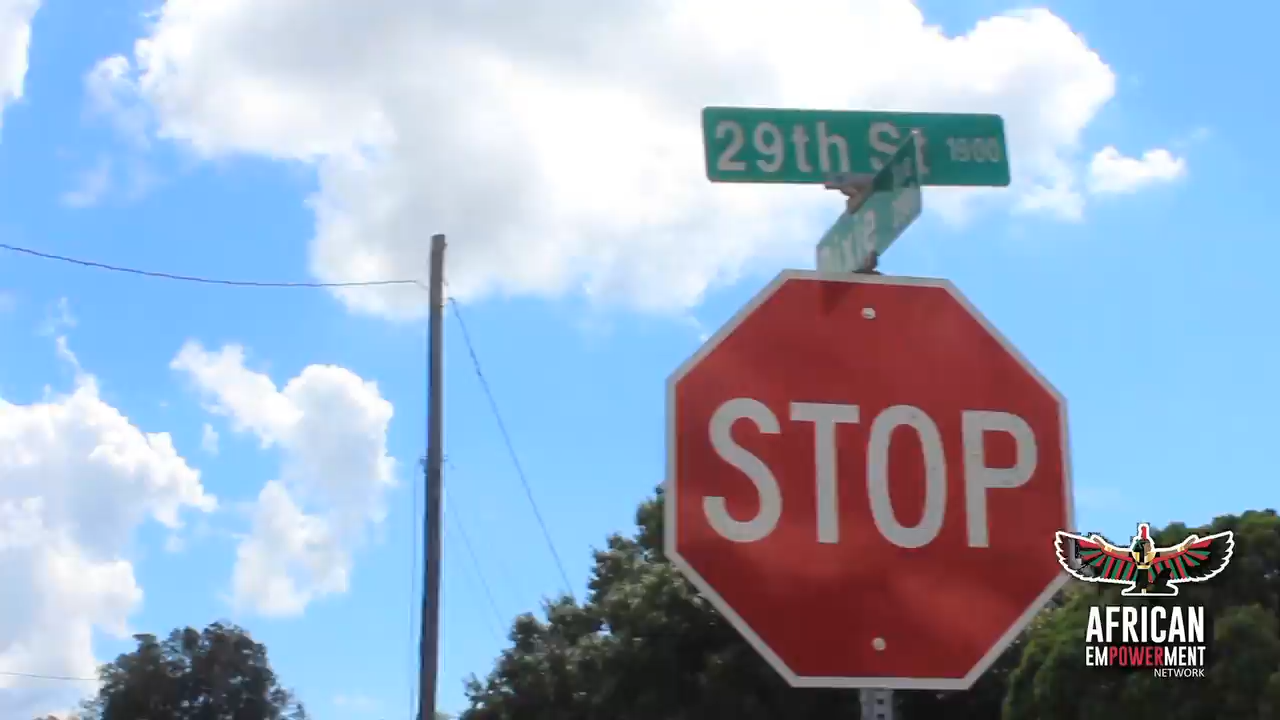 29th St 1900
STOP
AFRICAN
EMPOWERMENT
NETWORK